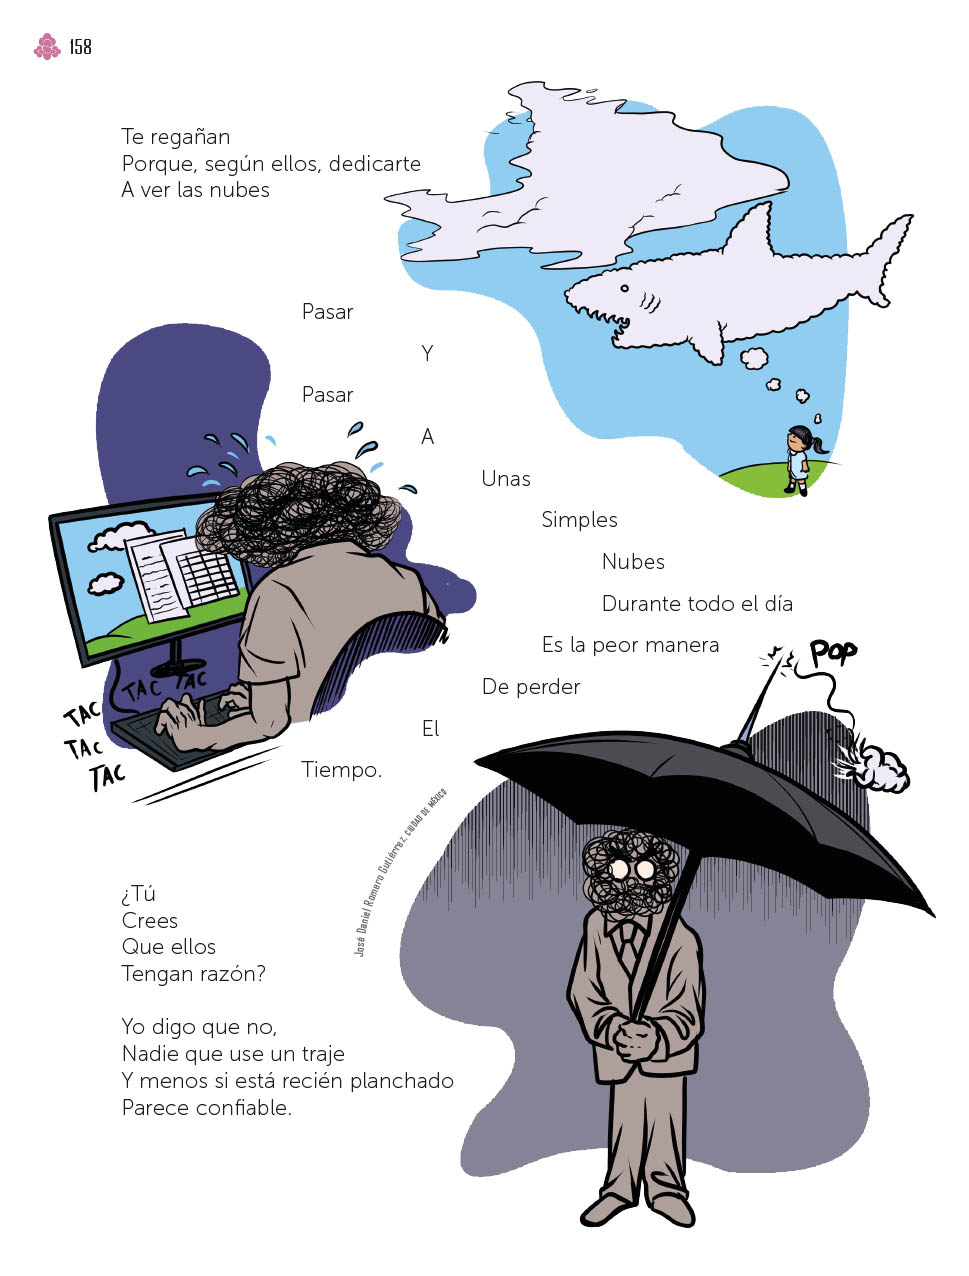 158
Te regañan
Porque, según ellos, dedicarte
A ver las nubes
Pasar
Y
Pasar
A
Unas
Simples
Nubes
Durante todo el día
Es la peor manera
De perder
El
Tiempo.
POP
TAC
TAC
TAC
TAC
TAC
José Daniel Romero Gutiérrez. CIUDAD DE MÉXICO
¿Tú
Crees
Que ellos
Tengan razón?
Yo digo que no,
Nadie que use un traje
Y menos si está recién planchado
Parece confiable.